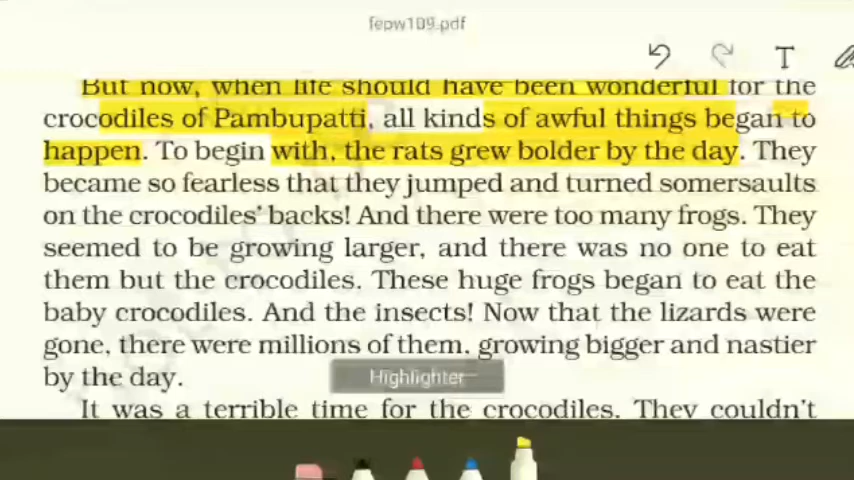 fepw109.pdf
T
But now, when life should have been wonderful for the
crocodiles of Pambupatti, all kinds of awful things began to
happen. To begin with, the rats grew bolder by the day. They
became so fearless that they jumped and turned somersaults
on the crocodiles' backs! And there were too many frogs. They
seemed to be growing larger, and there was no one to eat
them but the crocodiles. These huge frogs began to eat the
baby crocodiles. And the insects! Now that the lizards were
gone, there were millions of them, growing bigger and nastier
by the day.
Highlighter
It was a terrible time for the crocodiles. They couldn't